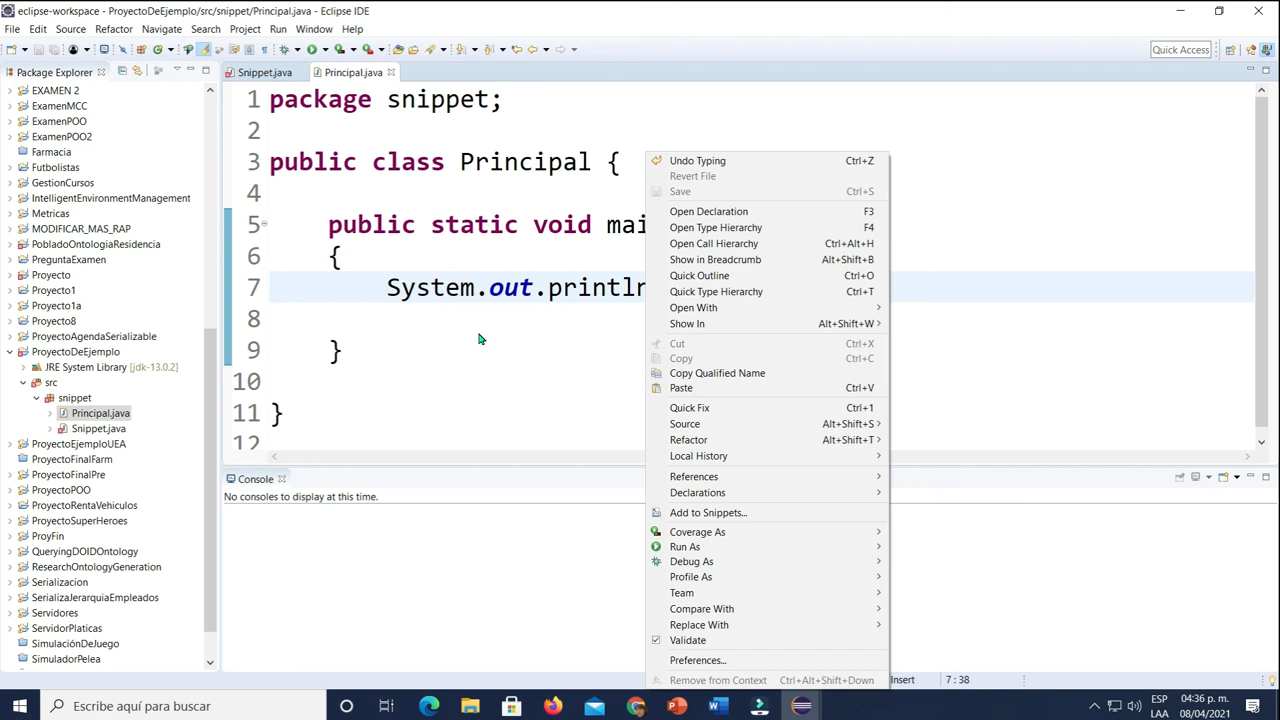 eclipse-workspace - ProyectoDeEjemplo/src/snippet/Principal.java - Eclipse IDE
File Edit Source Refactor Navigate Search Project Run Window Help
Quick Access
Package Explorer
EXAMEN 2
ExamenMCC
ExamenPOO
ExamenPOO2
Farmacia
Futbolistas
GestionCursos
IntelligentEnvironmentManagement
Metricas
MODIFICAR_MAS_RAP
PobladoOntologiaResidencia
PreguntaExamen
Proyecto
Proyecto1
Proyecto1a
Proyecto8
ProyectoAgendaSerializable
ProyectoDeEjemplo
JRE System Library [jdk-13.0.2]
src
snippet
Principal.java
Snippet.java
ProyectoEjemploUEA
ProyectoFinalFarm
ProyectoFinalPre
ProyectoPOO
ProyectoRentaVehiculos
ProyectoSuperHeroes
ProyFin
QueryingDOIDOntology
ResearchOntologyGeneration
Serializacion
SerializaJerarquiaEmpleados
Servidores
ServidorPlaticas
SimulaciónDeJuego
SimuladorPelea
Snippet.java Principal.java
1 package snippet;
2
3 public class Principal {
4
5 public static void mai
6 {
7 System.out.println
8
9 }
10
11 }
12
Console
No consoles to display at this time.
Undo Typing Ctrl+Z
Revert File
Save Ctrl+S
Open Declaration F3
Open Type Hierarchy F4
Open Call Hierarchy Ctrl+Alt+H
Show in Breadcrumb Alt+Shift+B
Quick Outline Ctrl+O
Quick Type Hierarchy Ctrl+T
Open With
Show In Alt+Shift+W
Cut Ctrl+X
Copy Ctrl+C
Copy Qualified Name
Paste Ctrl+V
Quick Fix Ctrl+1
Source Alt+Shift+S
Refactor Alt+Shift+T
Local History
References
Declarations
Add to Snippets...
Coverage As
Run As
Debug As
Profile As
Team
Compare With
Replace With
Validate
Preferences...
Remove from Context Ctrl+Alt+Shift+Down
Insert 7 : 38
Escribe aquí para buscar
ESP
LAA
04:36 p. m.
08/04/2021